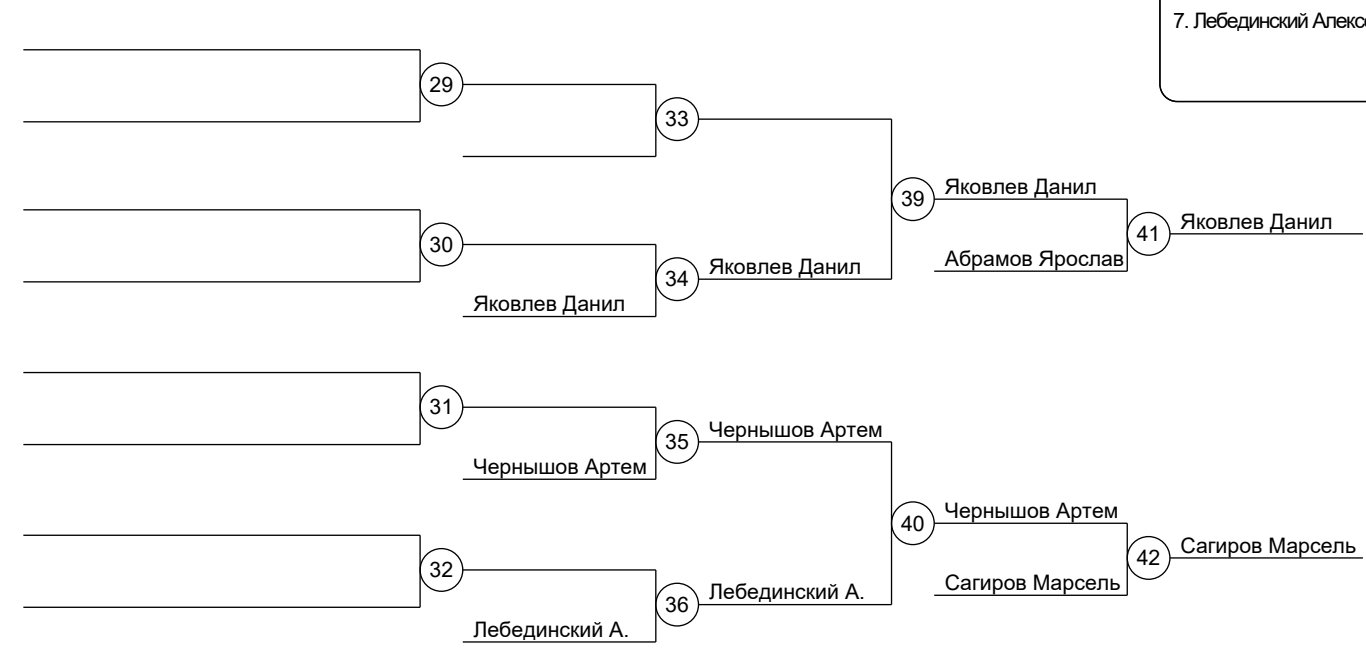 7. Лебединский Алекс
29
33
39
Яковлев Данил
41
Яковлев Данил
30
Абрамов Ярослав
34
Яковлев Данил
Яковлев Данил
31
35
Чернышов Артем
Чернышов Артем
40
Чернышов Артем
42
Сагиров Марсель
32
Сагиров Марсель
36
Лебединский А.
Лебединский А.